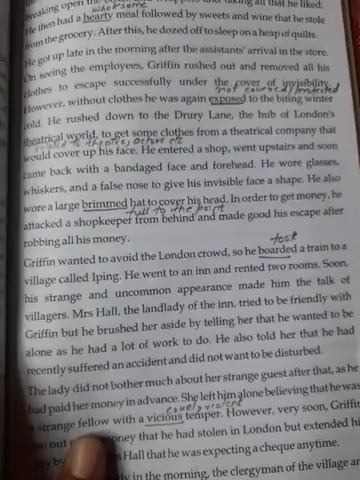 breaking open the and taking all that he liked.
wholesome
He then had a hearty meal followed by sweets and wine that he stole
from the grocery. After this, he dozed off to sleep on a heap of quilts.
He got up late in the morning after the assistants' arrival in the store.
On seeing the employees, Griffin rushed out and removed all his
clothes to escape successfully under the cover of invisibility.
not covered/protected
However, without clothes he was again exposed to the biting winter
cold. He rushed down to the Drury Lane, the hub of London's
theatrical world, to get some clothes from a theatrical company that
related to theatre, actors etc
would cover up his face. He entered a shop, went upstairs and soon
came back with a bandaged face and forehead. He wore glasses,
whiskers, and a false nose to give his invisible face a shape. He also
wore a large brimmed hat to cover his head. In order to get money, he
full to the point
attacked a shopkeeper from behind and made good his escape after
robbing all his money.
took
Griffin wanted to avoid the London crowd, so he boarded a train to a
village called Iping. He went to an inn and rented two rooms. Soon,
his strange and uncommon appearance made him the talk of
villagers. Mrs Hall, the landlady of the inn, tried to be friendly with
Griffin but he brushed her aside by telling her that he wanted to be
alone as he had a lot of work to do. He also told her that he had
recently suffered an accident and did not want to be disturbed.
The lady did not bother much about her strange guest after that, as he
had paid her money in advance. She left him alone believing that he was
violent
strange fellow with a vicious temper. However, very soon, Griffin
out money that he had stolen in London but extended his
by Hall that he was expecting a cheque anytime.
in the morning, the clergyman of the village